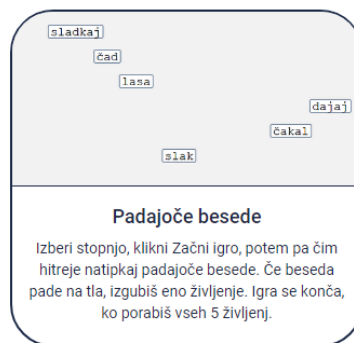 sladkaj
čad
lasa
dajaj
čakal
slak
Padajoče besede
Izberi stopnjo, klikni Začni igro, potem pa čim
hitreje natipkaj padajoče besede. Če beseda
pade na tla, izgubiš eno življenje. Igra se konča,
ko porabiš vseh 5 življenj.